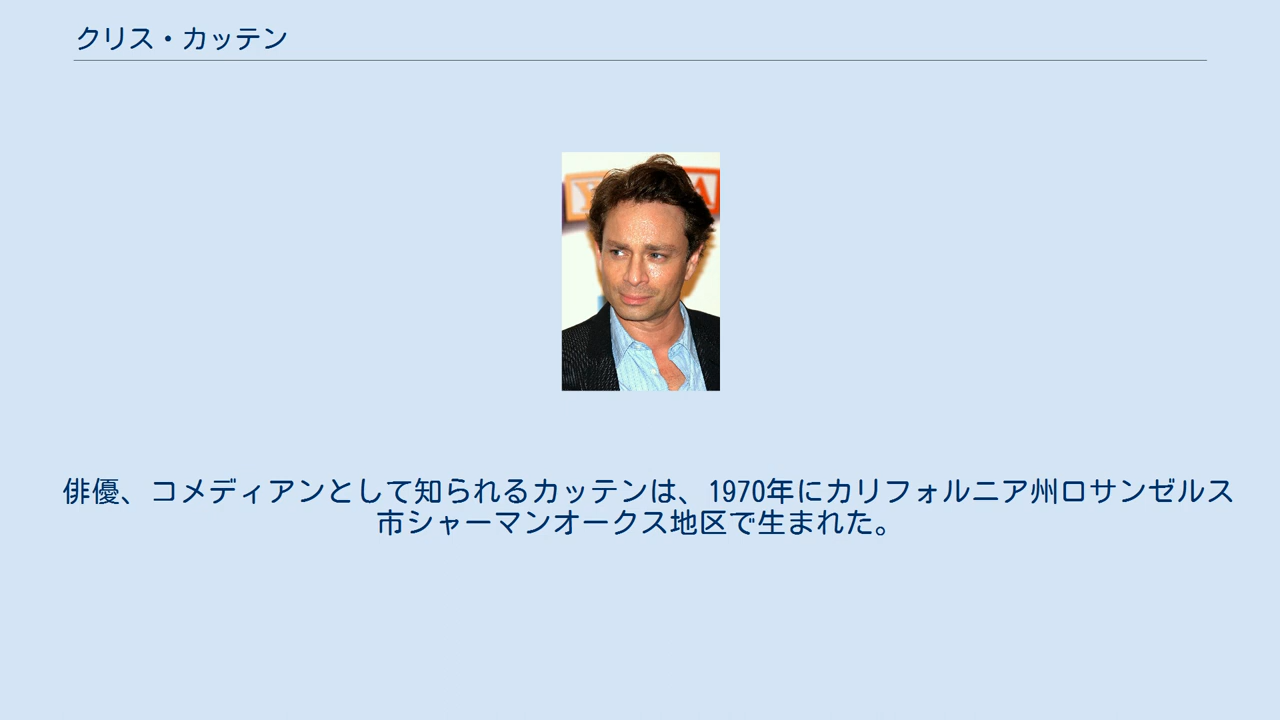 クリス・カッテン
俳優、コメディアンとして知られるカッテンは、1970年にカリフォルニア州ロサンゼルス
市シャーマンオークス地区で生まれた。